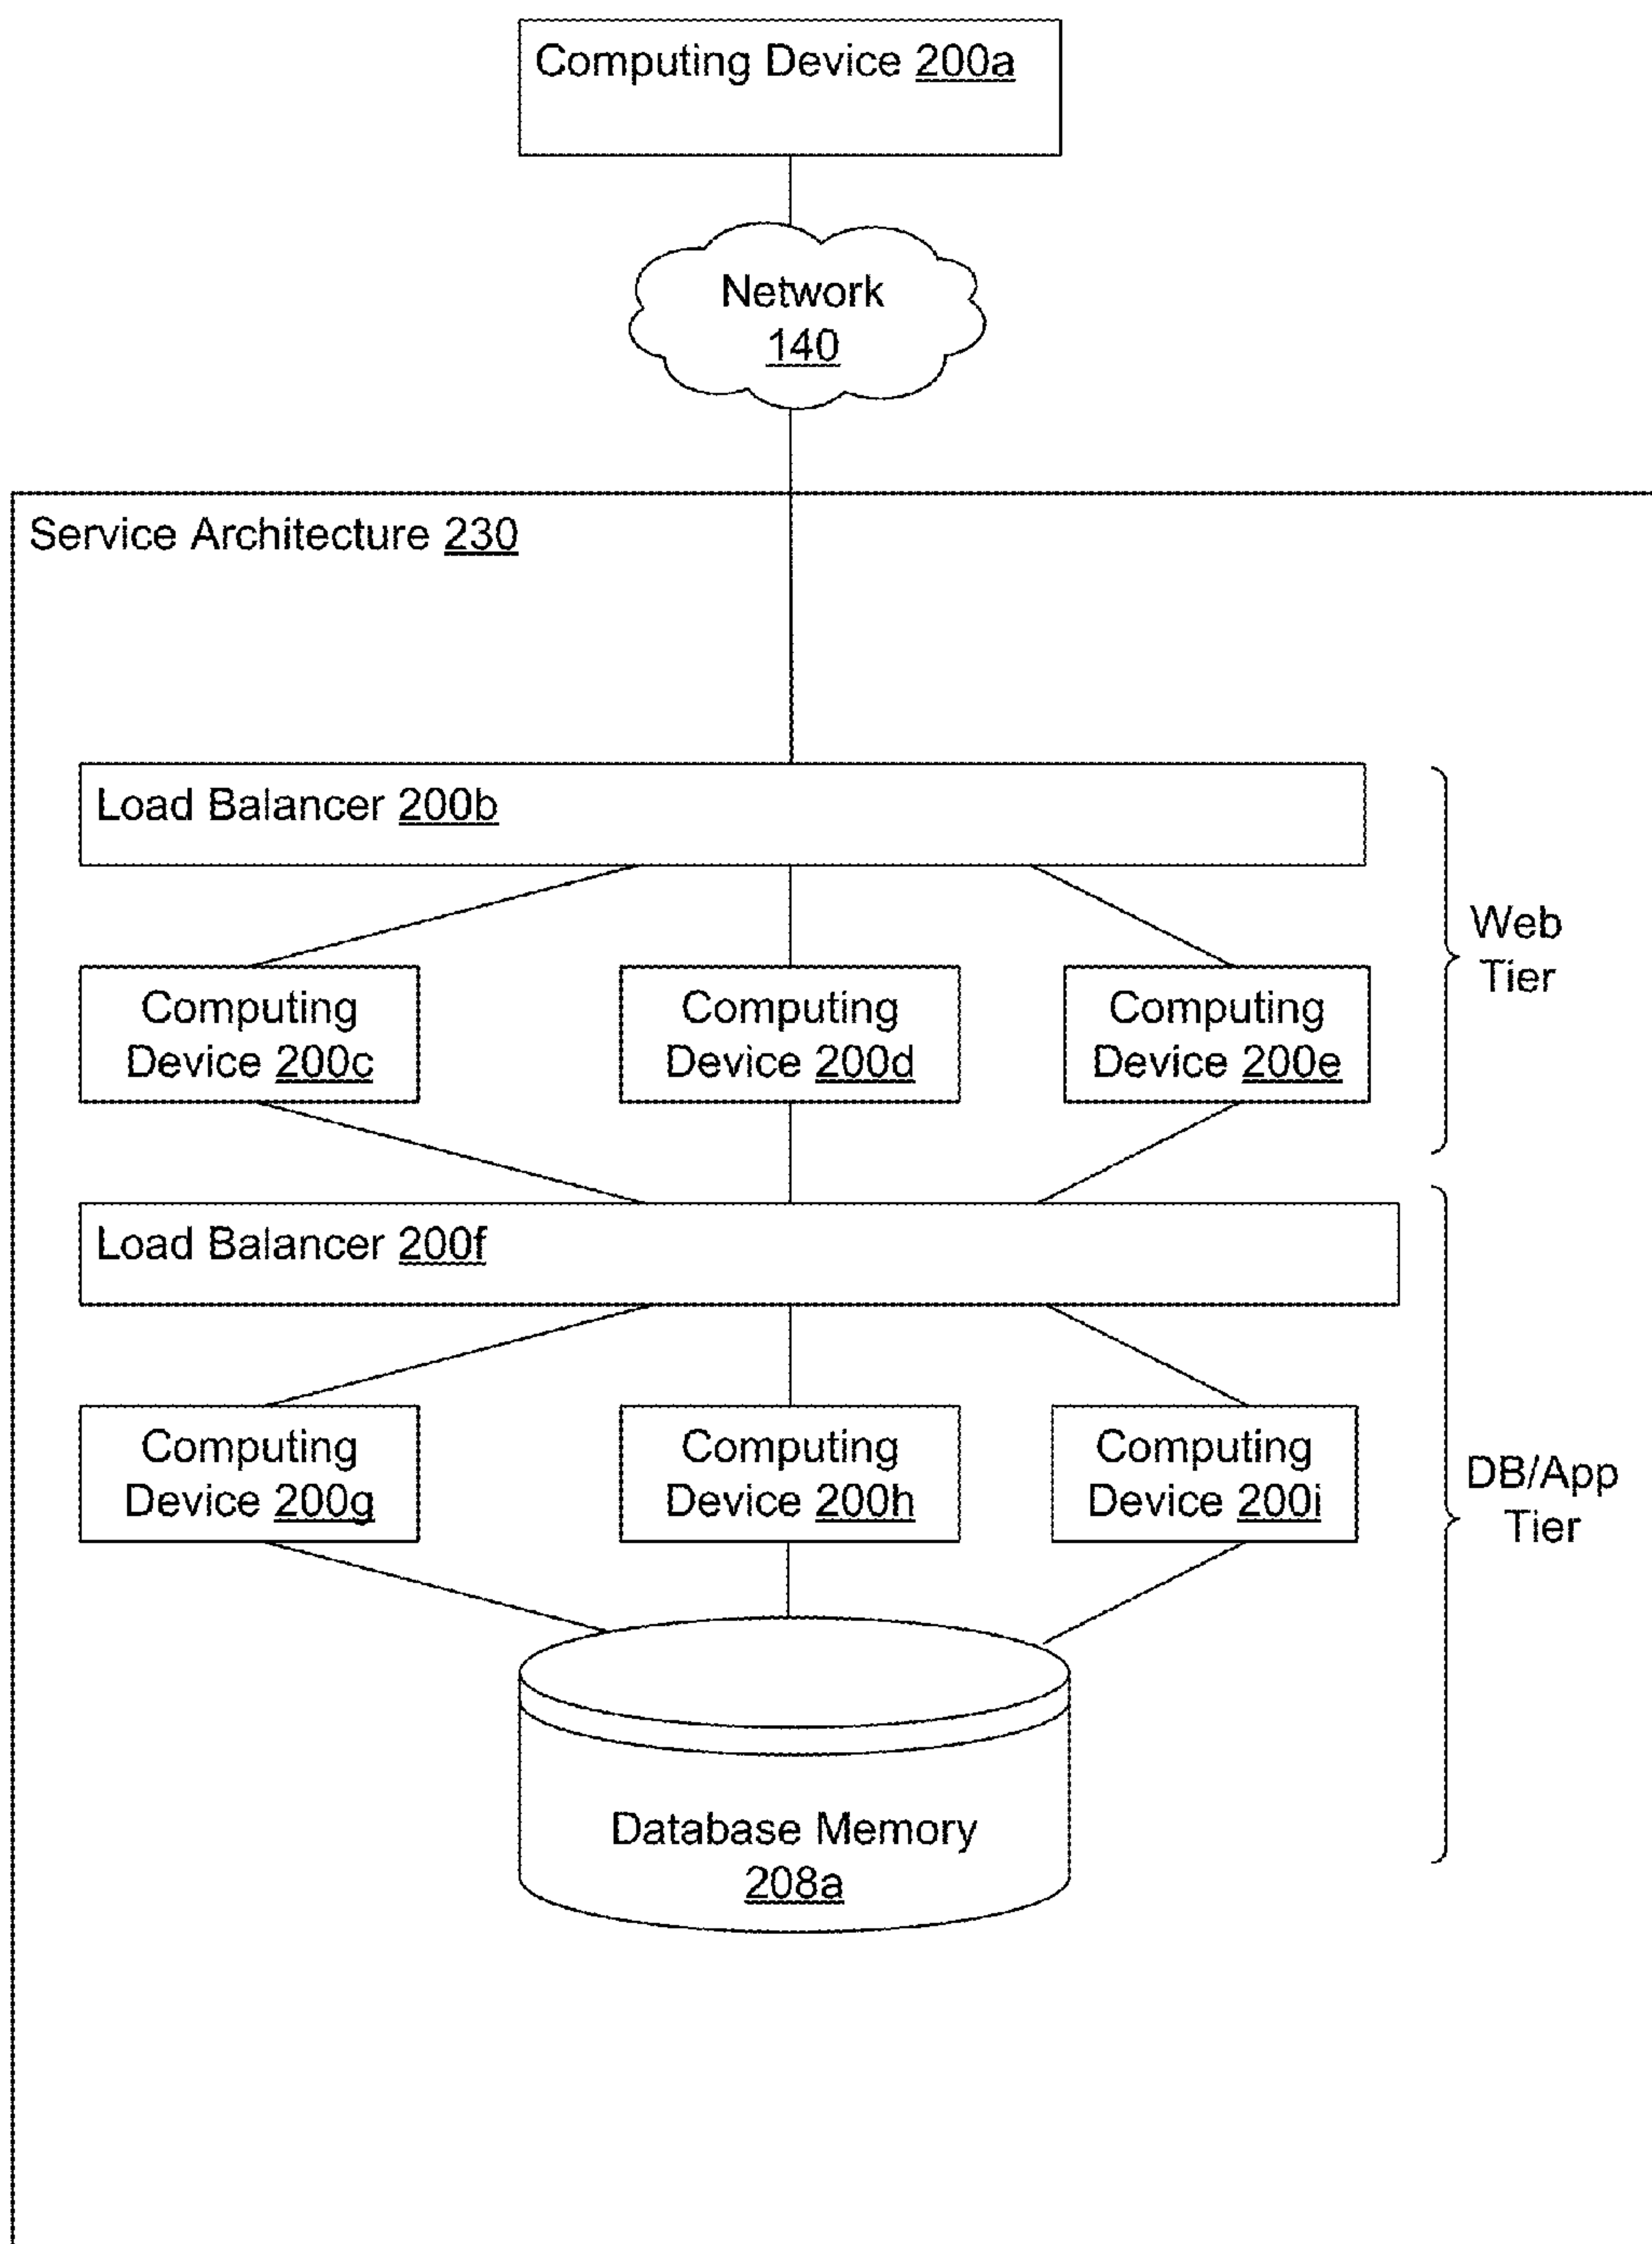 Computing Device 200a
Network
140
Service Architecture 230
Load Balancer 200b
Web
Tier
Computing
Device 200c
Computing
Device 200d
Computing
Device 200e
Load Balancer 200f
Computing
Device 200g
Computing
Device 200h
Computing
Device 200i
DB/App
Tier
Database Memory
208a